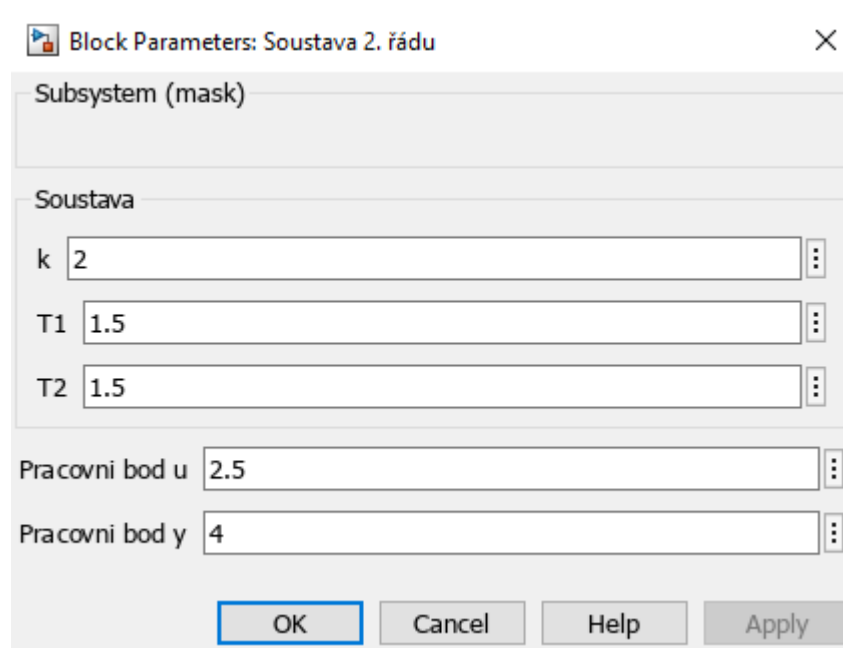 Block Parameters: Soustava 2. řádu
Subsystem (mask)
Soustava
k 2
T1 1.5
T2 1.5
Pracovni bod u 2.5
Pracovni bod y 4
OK Cancel Help Apply